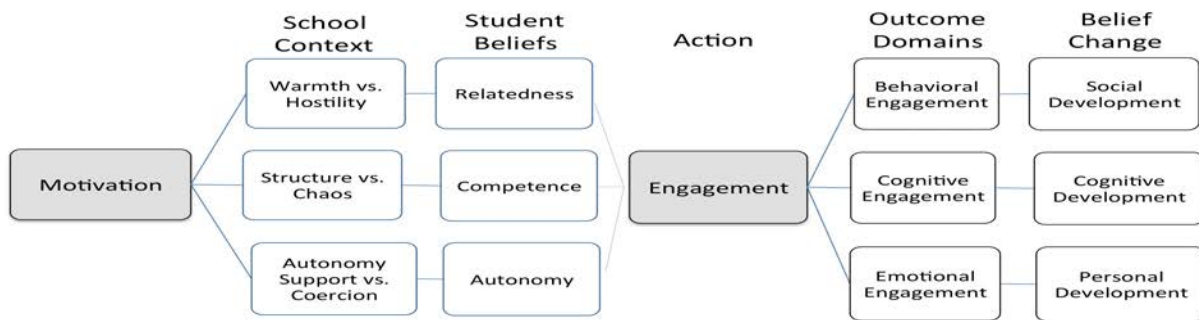 School
Context
Student
Beliefs
Action
Outcome
Domains
Belief
Change
Motivation
Warmth vs.
Hostility
Relatedness
Structure vs.
Chaos
Competence
Autonomy
Support vs.
Coercion
Autonomy
Engagement
Behavioral
Engagement
Social
Development
Cognitive
Engagement
Cognitive
Development
Emotional
Engagement
Personal
Development